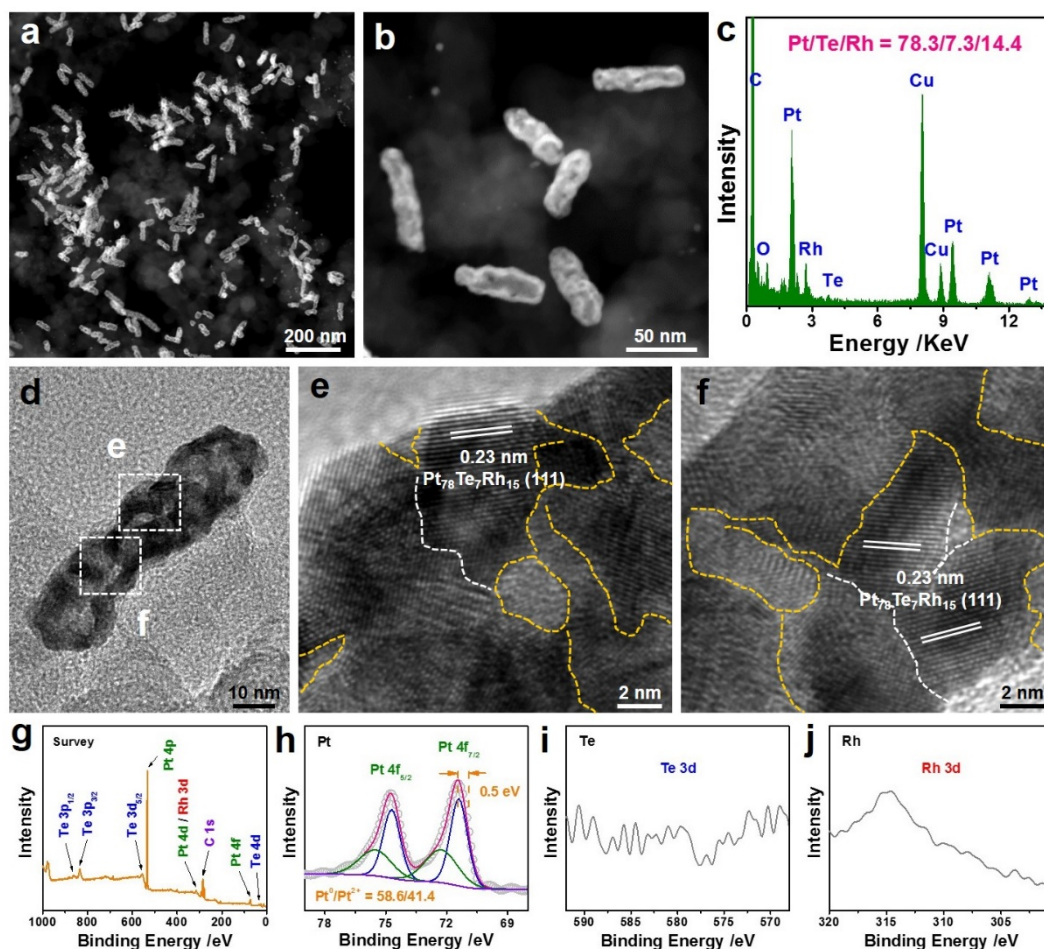 a
200 nm
b
50 nm
c
Pt/Te/Rh = 78.3/7.3/14.4
C
O
Pt
Rh
Te
Cu
Cu
Pt
Pt
Pt
Intensity
0 3 6 9 12
Energy /KeV
d
e
f
10 nm
e
0.23 nm
Pt₇₈Te₇Rh₁₅ (111)
2 nm
f
0.23 nm
Pt₇₈Te₇Rh₁₅ (111)
2 nm
g
Survey
Te 3p₁/₂
Te 3p₃/₂
Te 3d₅/₂
Pt 4p
Pt 4d / Rh 3d
C 1s
Pt 4f
Te 4d
Intensity
1000 800 600 400 200 0
Binding Energy /eV
h
Pt
Pt 4f₅/₂
Pt 4f₇/₂
0.5 eV
Pt⁰/Pt²⁺ = 58.6/41.4
Intensity
79 75 72 69
Binding Energy /eV
i
Te
Te 3d
Intensity
590 585 580 575 570
Binding Energy /eV
j
Rh
Rh 3d
Intensity
320 315 310 305
Binding Energy /eV